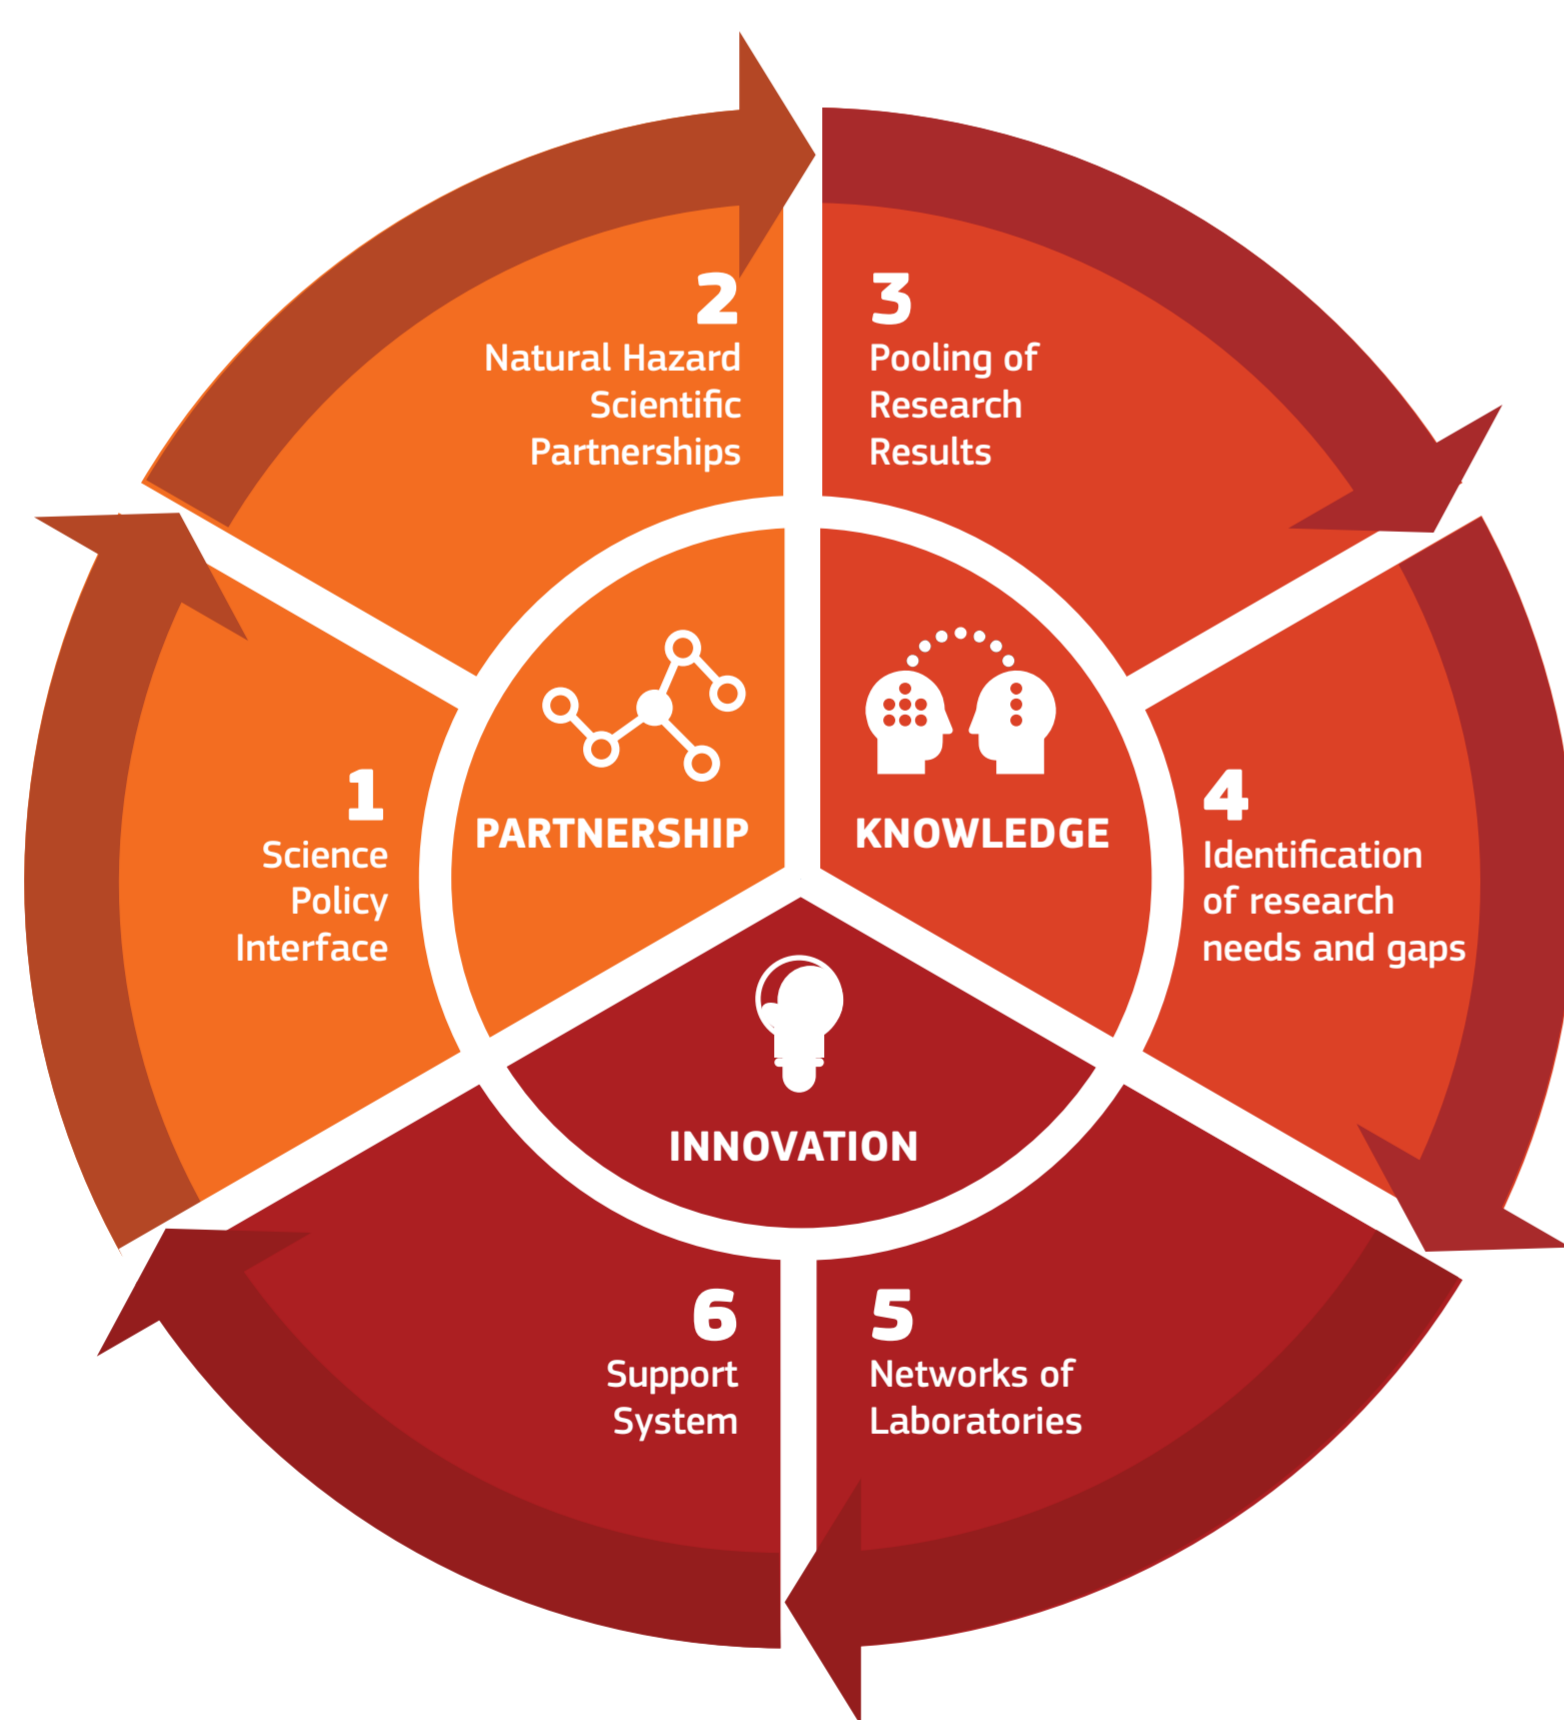 2
Natural Hazard
Scientific
Partnerships
3
Pooling of
Research
Results
1
Science
Policy
Interface
PARTNERSHIP
KNOWLEDGE
4
Identification
of research
needs and gaps
INNOVATION
6
Support
System
5
Networks of
Laboratories